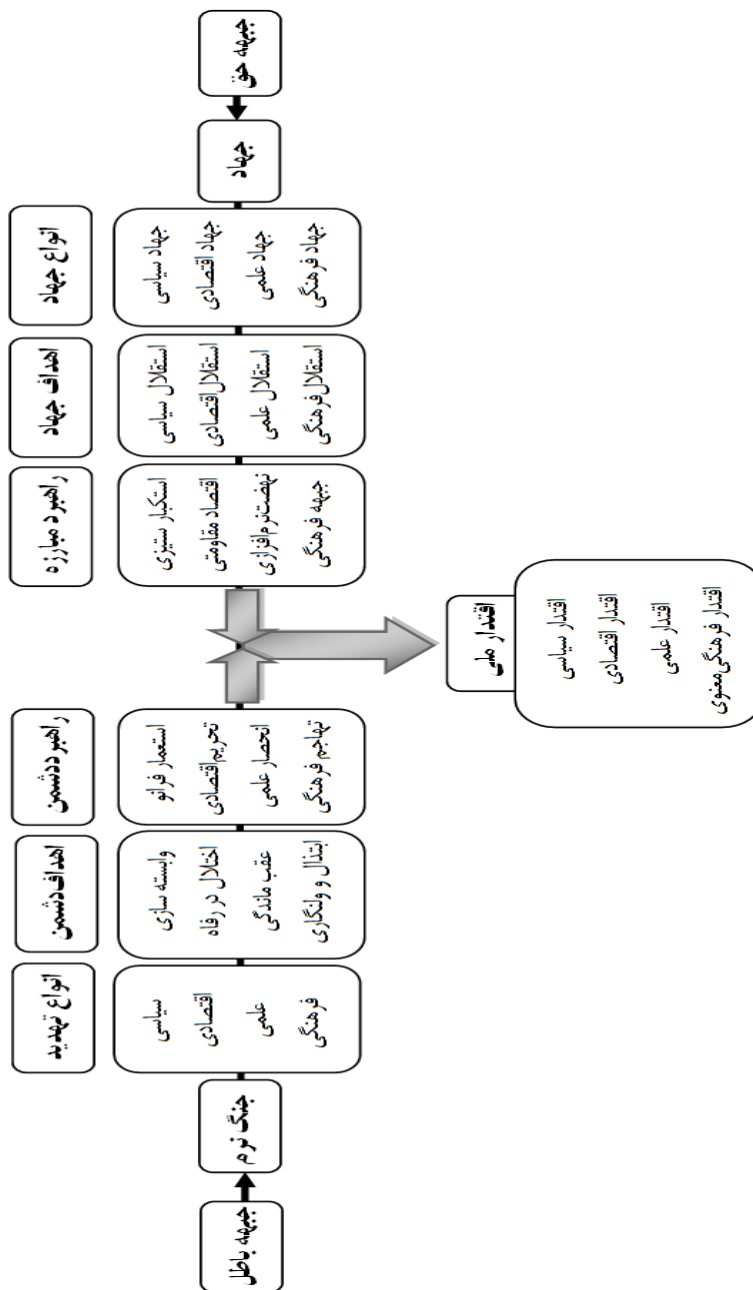 جبهه حق
جهاد
انواع جهاد
جهاد سیاسی
جهاد اقتصادی
جهاد علمی
جهاد فرهنگی
اهداف جهاد
استقلال سیاسی
استقلال اقتصادی
استقلال علمی
استقلال فرهنگی
راهبرد مبارزه
استکبار ستیزی
اقتصاد مقاومتی
نهضت نرم افزاری
جبهه فرهنگی
راهبرد دشمن
استعمار فرانو
تحریم اقتصادی
انحصار علمی
تهاجم فرهنگی
اهداف دشمن
وابسته سازی
اختلال در رفاه
عقب ماندگی
ابتذال و ولنگاری
انواع تهدید
سیاسی
اقتصادی
علمی
فرهنگی
جنگ نرم
جبهه باطل
اقتدار ملی
اقتدار سیاسی
اقتدار اقتصادی
اقتدار علمی
اقتدار فرهنگی معنوی